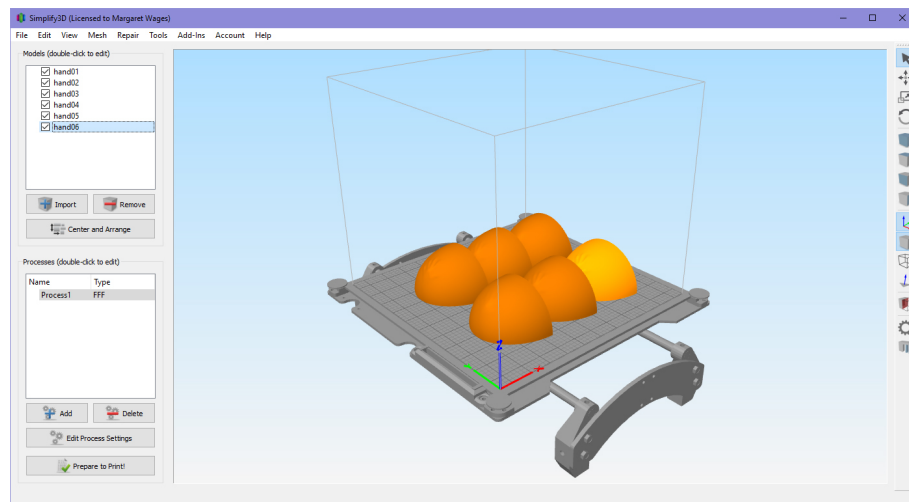 Simplify3D (Licensed to Margaret Wages)
File Edit View Mesh Repair Tools Add-Ins Account Help
Models (double-click to edit)
hand01
hand02
hand03
hand04
hand05
hand06
Import Remove
Center and Arrange
Processes (double-click to edit)
Name Type
Process1 FFF
Add Delete
Edit Process Settings
Prepare to Print!
Z